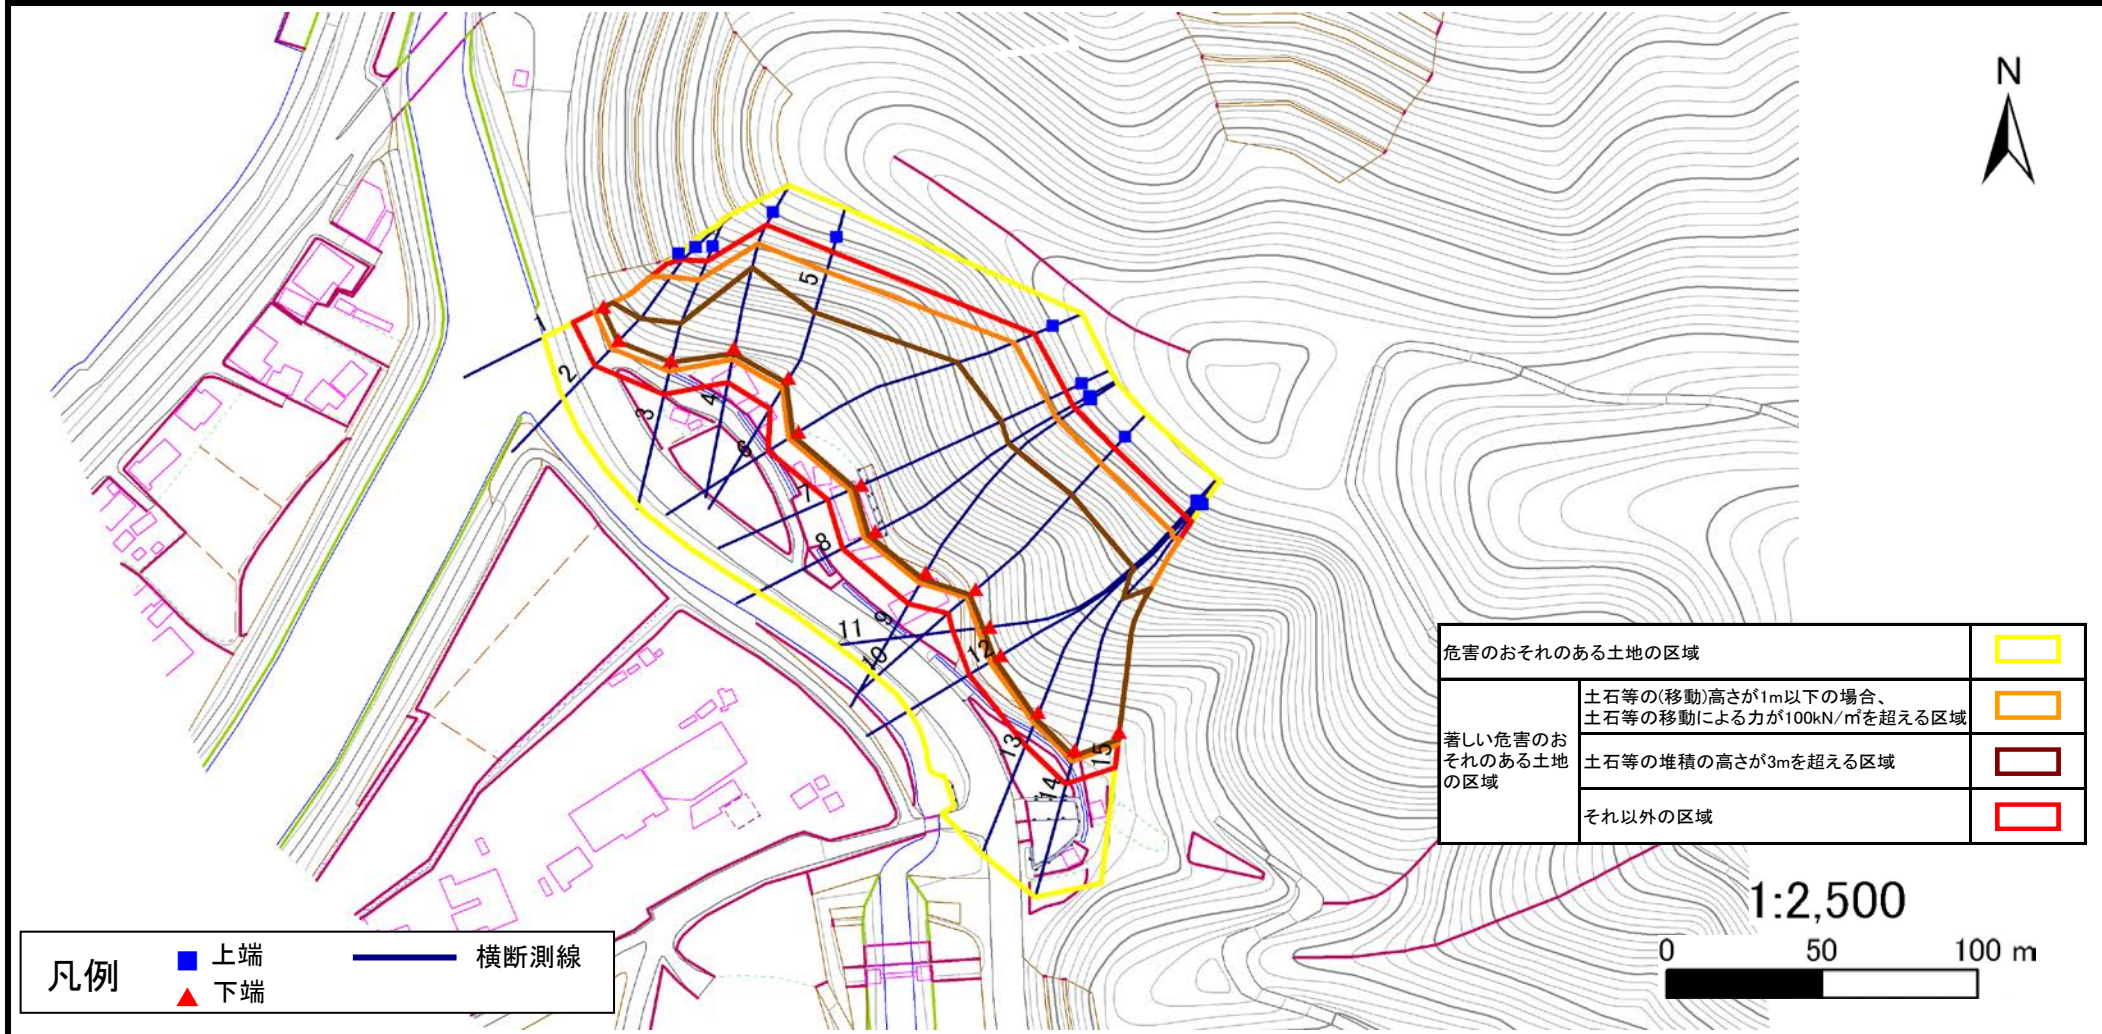 N
1
2
3
4
5
6
7
8
9
10
11
12
13
14
15
危害のおそれのある土地の区域
著しい危害のお
それのある土地
の区域
土石等の(移動)高さが1m以下の場合、
土石等の移動による力が100kN/㎡を超える区域
土石等の堆積の高さが3mを超える区域
それ以外の区域
1:2,500
0 50 100 m
凡例
上端
下端
横断測線